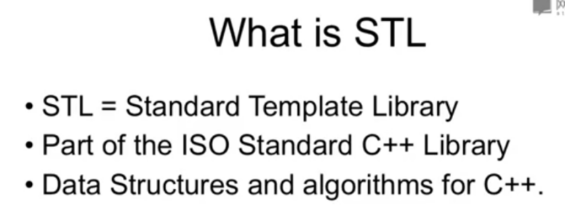 What is STL
• STL = Standard Template Library
• Part of the ISO Standard C++ Library
• Data Structures and algorithms for C++.